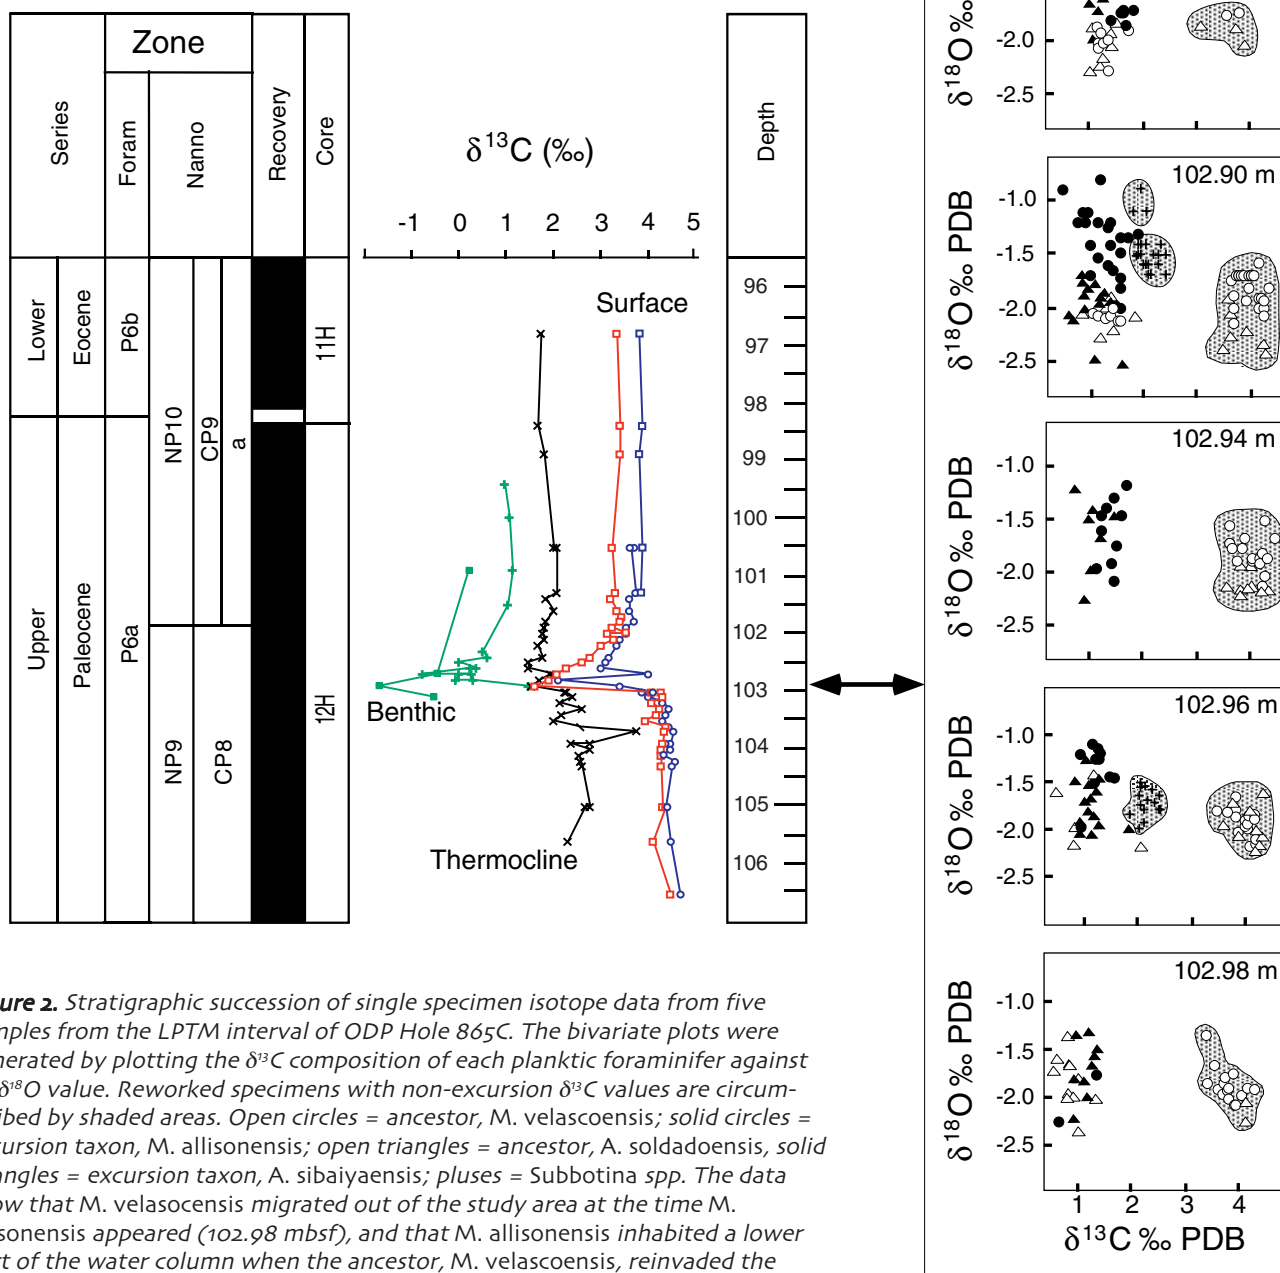 Zone
Series
Foram
Nanno
Recovery
Core
δ¹³C (‰)
Depth
-1 0 1 2 3 4 5
Lower
Eocene
P6b
11H
Upper
Paleocene
P6a
NP10
CP9
a
NP9
CP8
12H
Surface
Benthic
Thermocline
96
97
98
99
100
101
102
103
104
105
106
δ¹⁸O‰
-2.0
-2.5
102.90 m
δ¹⁸O‰ PDB
-1.0
-1.5
-2.0
-2.5
102.94 m
δ¹⁸O‰ PDB
-1.0
-1.5
-2.0
-2.5
102.96 m
δ¹⁸O‰ PDB
-1.0
-1.5
-2.0
-2.5
102.98 m
δ¹⁸O‰ PDB
-1.0
-1.5
-2.0
-2.5
1 2 3 4
δ¹³C ‰ PDB
ure 2. Stratigraphic succession of single specimen isotope data from five
mples from the LPTM interval of ODP Hole 865C. The bivariate plots were
nerated by plotting the δ¹³C composition of each planktic foraminifer against
δ¹⁸O value. Reworked specimens with non-excursion δ¹³C values are circum-
ibed by shaded areas. Open circles = ancestor, M. velascoensis; solid circles =
cursion taxon, M. allisonensis; open triangles = ancestor, A. soldadoensis, solid
angles = excursion taxon, A. sibaiyaensis; pluses = Subbotina spp. The data
ow that M. velasocensis migrated out of the study area at the time M.
isonensis appeared (102.98 mbsf), and that M. allisonensis inhabited a lower
rt of the water column when the ancestor, M. velascoensis, reinvaded the